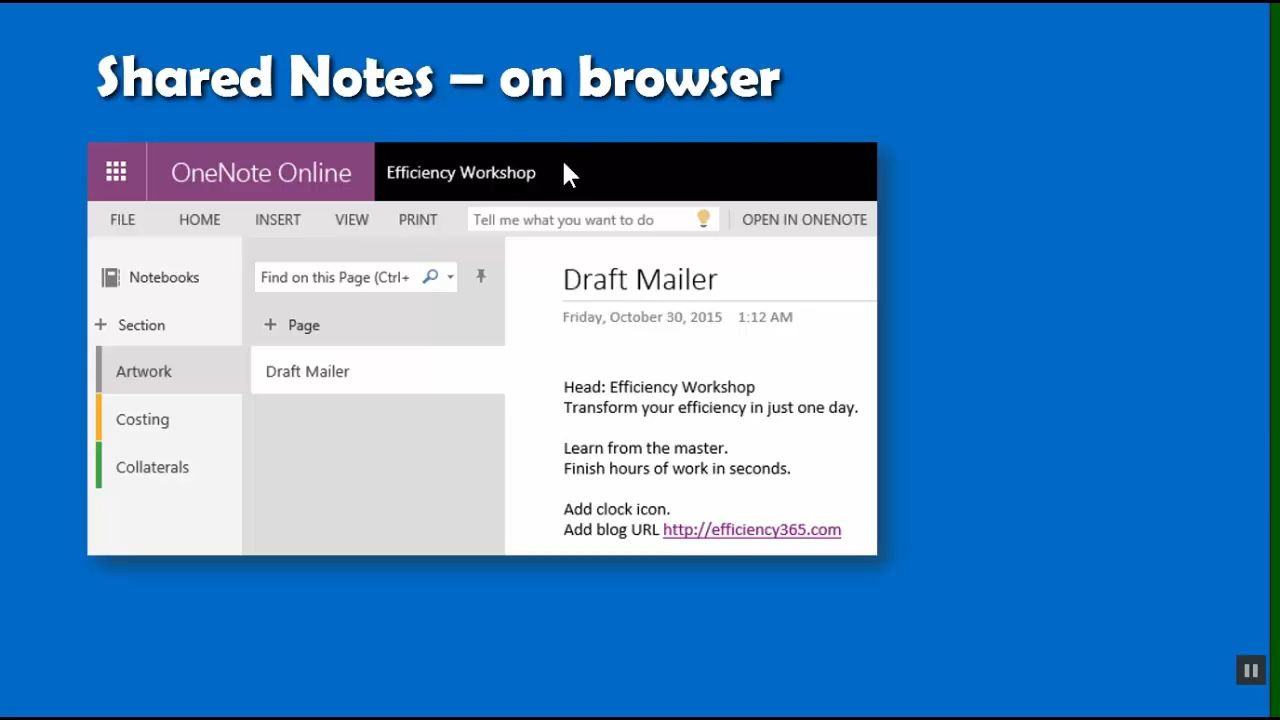 Shared Notes – on browser
OneNote Online
Efficiency Workshop
FILE HOME INSERT VIEW PRINT Tell me what you want to do OPEN IN ONENOTE
Notebooks
Find on this Page (Ctrl+
+ Section
+ Page
Artwork
Costing
Collaterals
Draft Mailer
Draft Mailer
Friday, October 30, 2015 1:12 AM
Head: Efficiency Workshop
Transform your efficiency in just one day.
Learn from the master.
Finish hours of work in seconds.
Add clock icon.
Add blog URL http://efficiency365.com